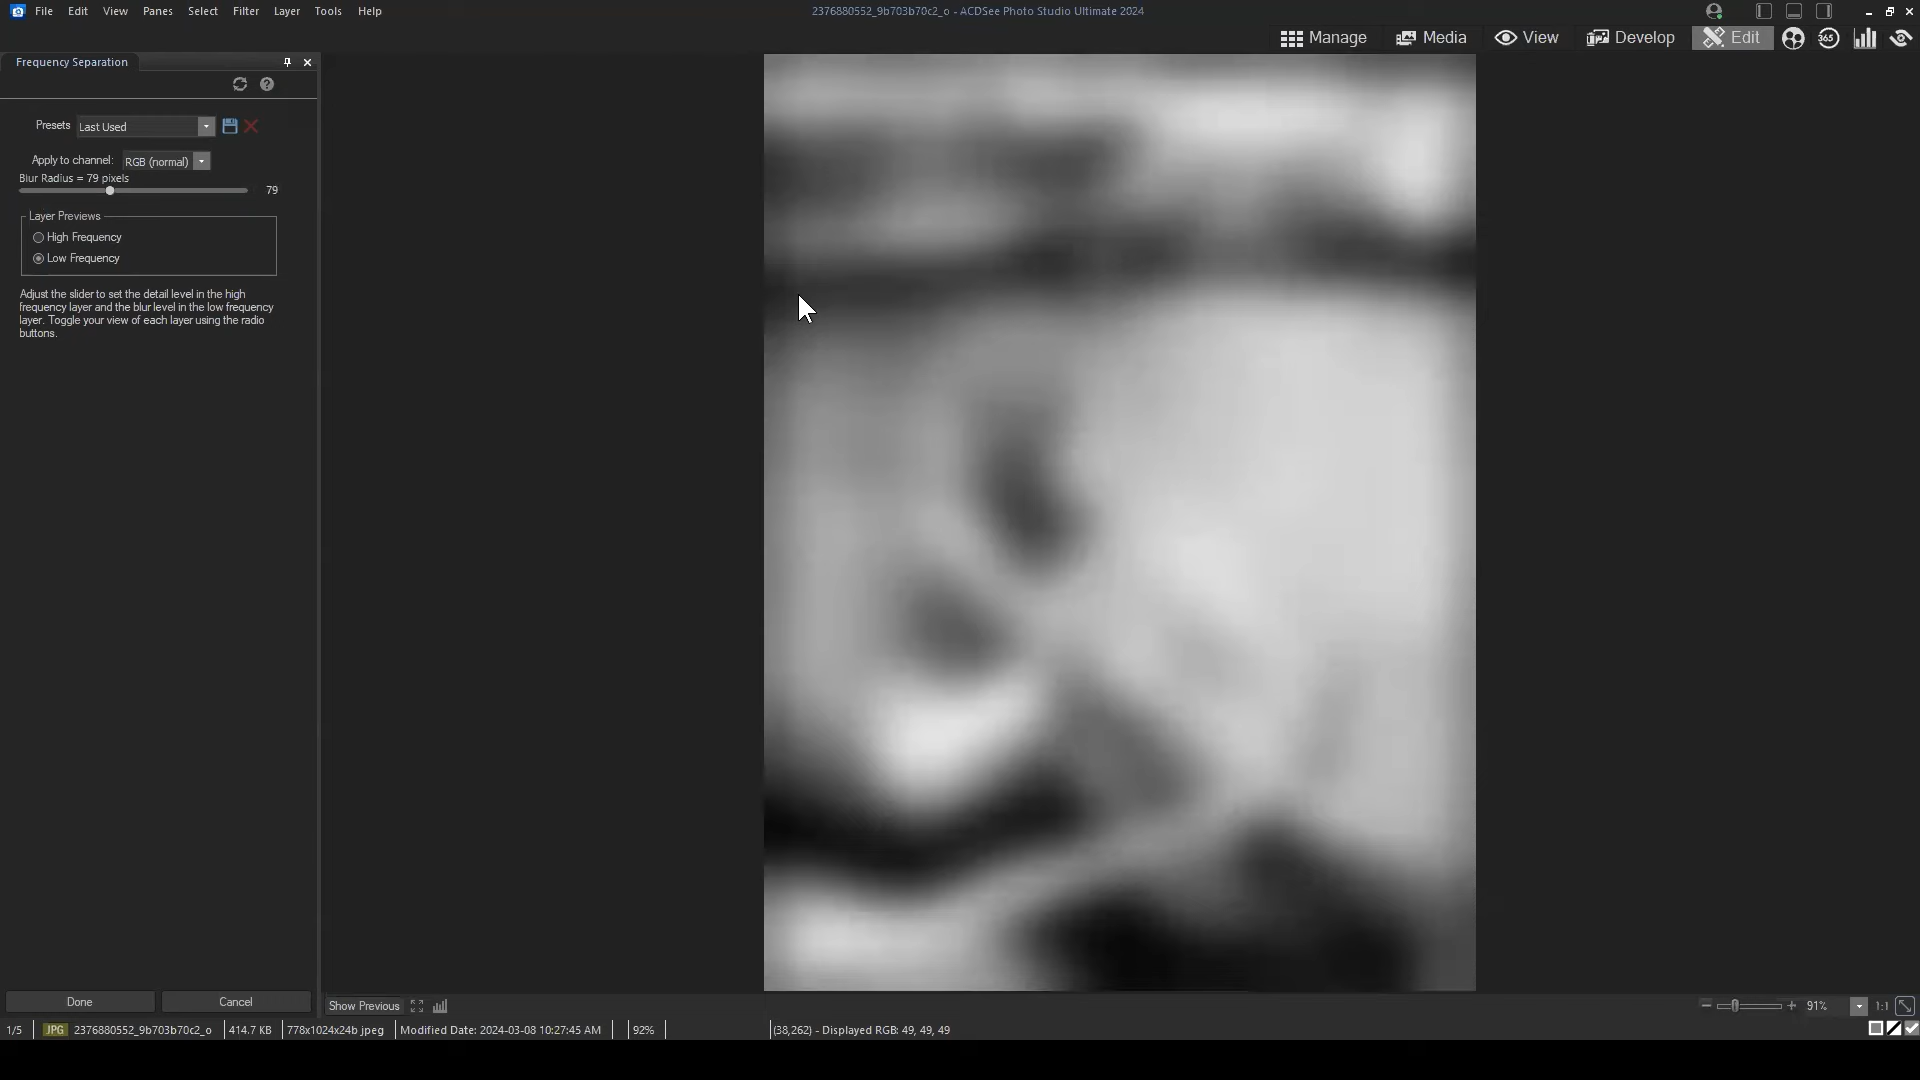 File Edit View Panes Select Filter Layer Tools Help
2376880552_9b703b70c2_o - ACDSee Photo Studio Ultimate 2024
Manage Media View Develop Edit 365
Frequency Separation
Presets Last Used
Apply to channel: RGB (normal)
Blur Radius = 79 pixels
79
Layer Previews
High Frequency
Low Frequency
Adjust the slider to set the detail level in the high
frequency layer and the blur level in the low frequency
layer. Toggle your view of each layer using the radio
buttons.
Done Cancel
Show Previous
91% 1:1
1/5 JPG 2376880552_9b703b70c2_o 414.7 KB 778x1024x24b jpeg Modified Date: 2024-03-08 10:27:45 AM 92% (38,262) - Displayed RGB: 49, 49, 49